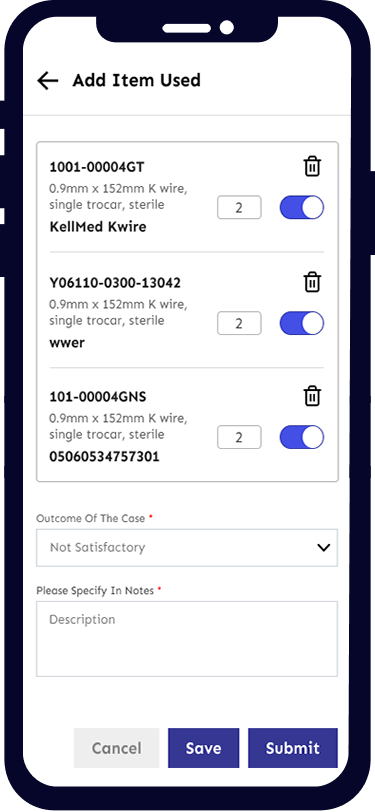 Add Item Used
1001-00004GT
0.9mm x 152mm K wire,
single trocar, sterile
2
KellMed Kwire
Y06110-0300-13042
0.9mm x 152mm K wire,
single trocar, sterile
2
wwer
101-00004GNS
0.9mm x 152mm K wire,
single trocar, sterile
2
05060534757301
Outcome Of The Case *
Not Satisfactory
Please Specify In Notes *
Description
Cancel Save Submit